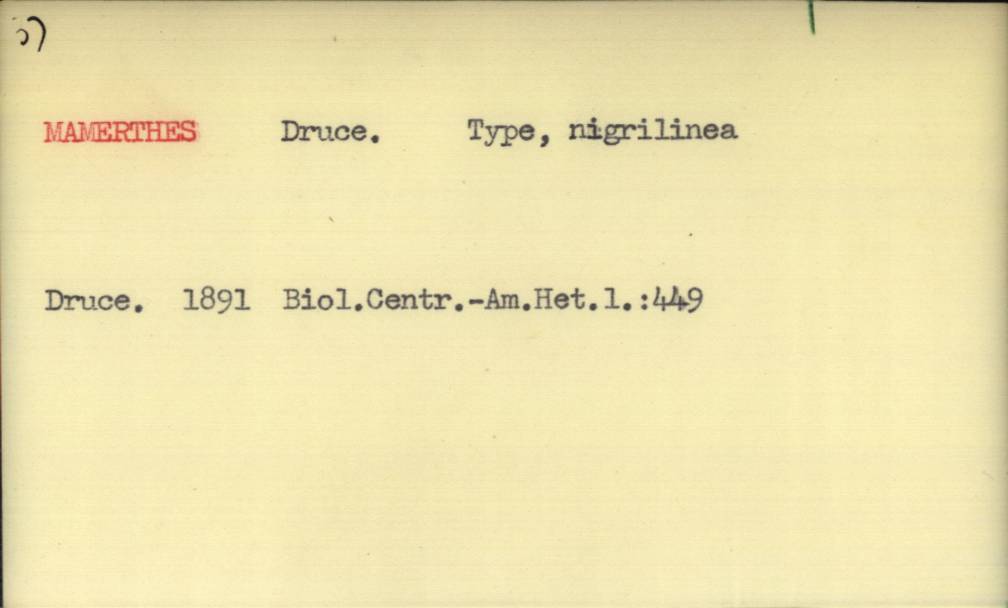 MAMERTHES Druce. Type, nigrilinea
Druce. 1891 Biol.Centr.-Am.Het.1.:449